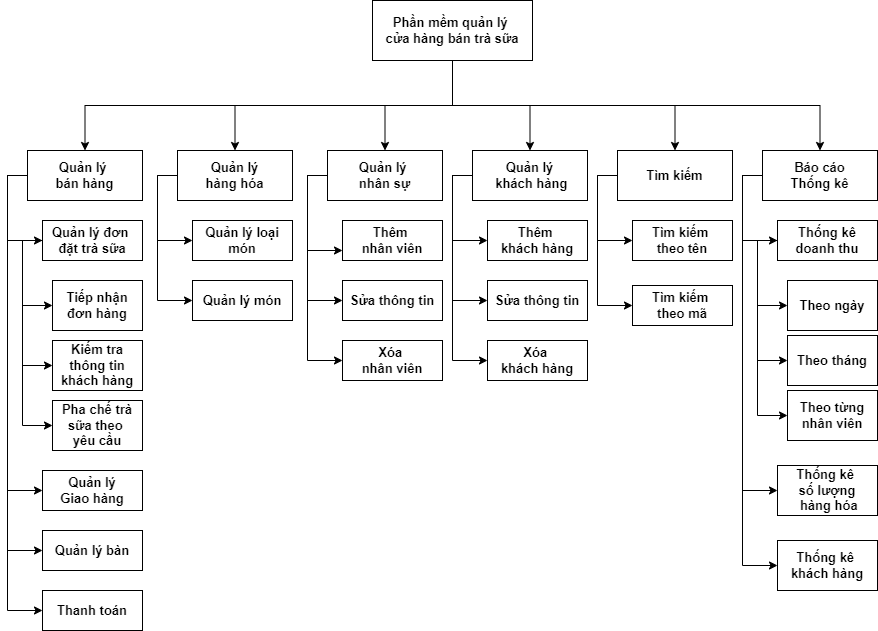 Phần mềm quản lý
cửa hàng bán trà sữa
Quản lý
bán hàng
Quản lý đơn
đặt trà sữa
Tiếp nhận
đơn hàng
Kiểm tra
thông tin
khách hàng
Pha chế trà
sữa theo
yêu cầu
Quản lý
Giao hàng
Quản lý bàn
Thanh toán
Quản lý
hàng hóa
Quản lý loại
món
Quản lý món
Quản lý
nhân sự
Thêm
nhân viên
Sửa thông tin
Xóa
nhân viên
Quản lý
khách hàng
Thêm
khách hàng
Sửa thông tin
Xóa
khách hàng
Tìm kiếm
Tìm kiếm
theo tên
Tìm kiếm
theo mã
Báo cáo
Thống kê
Thống kê
doanh thu
Theo ngày
Theo tháng
Theo từng
nhân viên
Thống kê
số lượng
hàng hóa
Thống kê
khách hàng